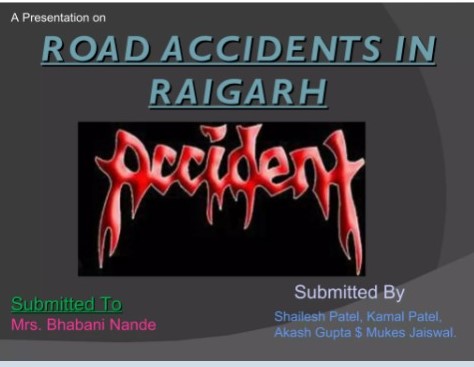 A Presentation on
ROAD ACCIDENTS IN
RAIGARH
Accident
Submitted To
Mrs. Bhabani Nande
Submitted By
Shailesh Patel, Kamal Patel,
Akash Gupta $ Mukes Jaiswal.